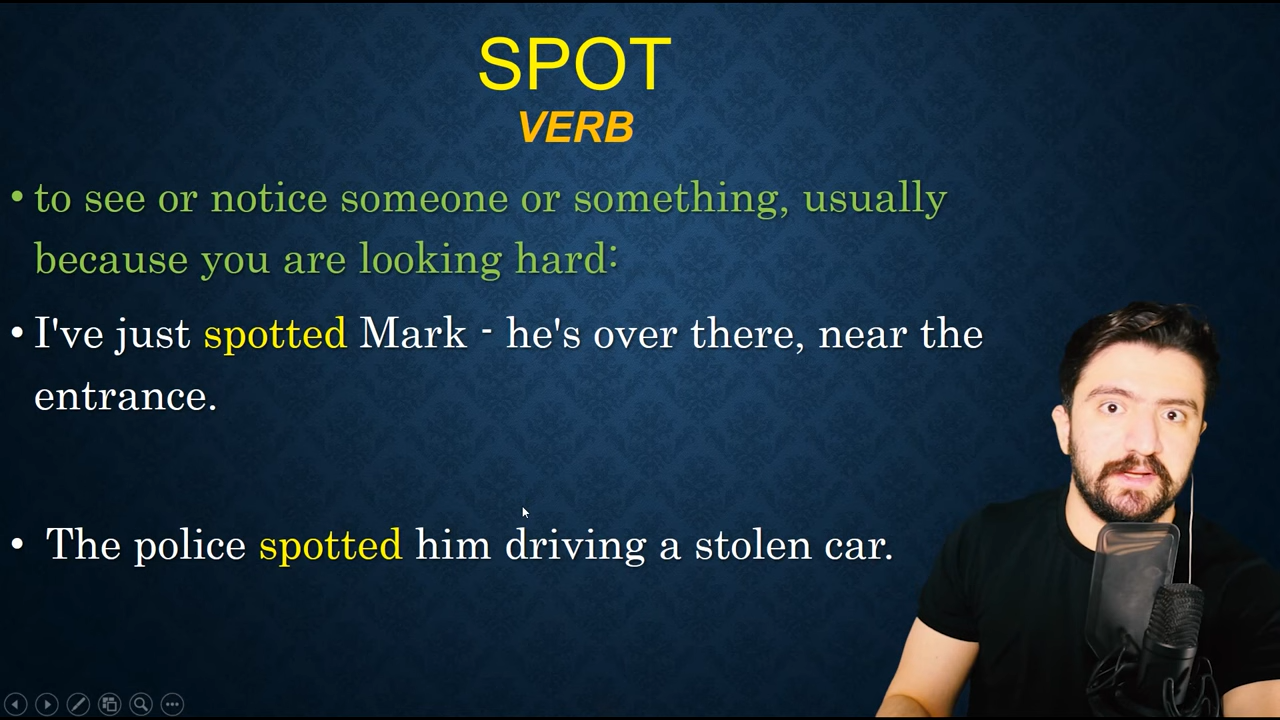 SPOT
VERB
• to see or notice someone or something, usually
because you are looking hard:
• I've just spotted Mark - he's over there, near the
entrance.
• The police spotted him driving a stolen car.